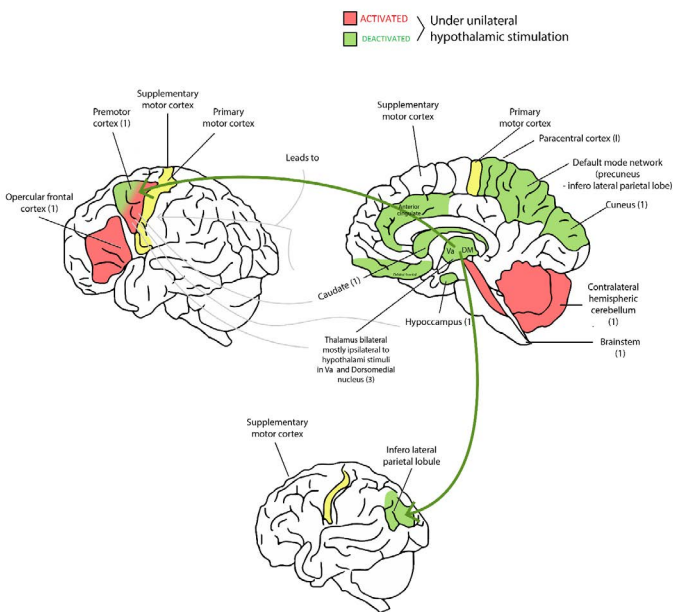 ACTIVATED
DEACTIVATED
Under unilateral
hypothalamic stimulation
Supplementary
motor cortex
Premotor
cortex (1)
Primary
motor cortex
Opercular frontal
cortex (1)
Leads to
Supplementary
motor cortex
Primary
motor cortex
Paracentral cortex (I)
Default mode network
(precuneus
- infero lateral parietal lobe)
Cuneus (1)
Anterior
cingulate
Va
DM
Caudate (1)
Hypoccampus (1
Contralateral
hemispheric
cerebellum
(1)
Brainstem
(1)
Thalamus bilateral
mostly ipsilateral to
hypothalami stimuli
in Va and Dorsomedial
nucleus (3)
Supplementary
motor cortex
Infero lateral
parietal lobule